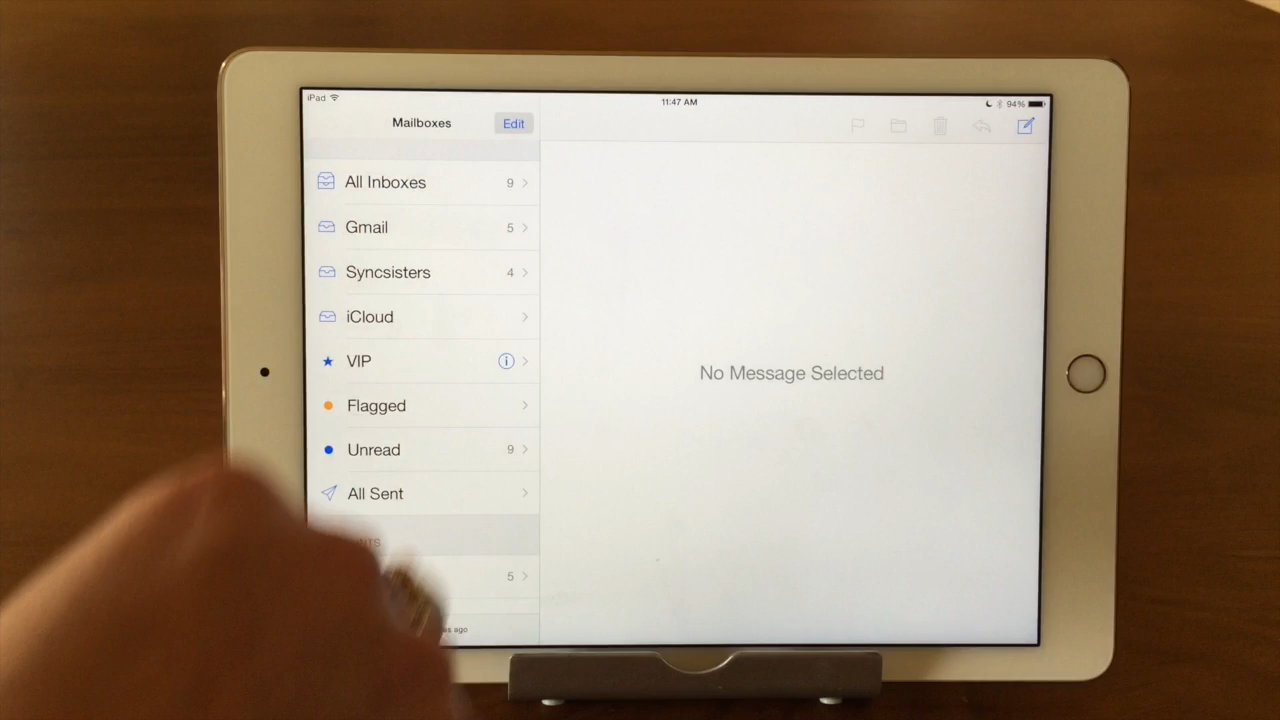 iPad
11:47 AM
94%
Mailboxes
Edit
All Inboxes 9
Gmail 5
Syncsisters 4
iCloud
VIP
Flagged
Unread 9
All Sent
5
ago
No Message Selected